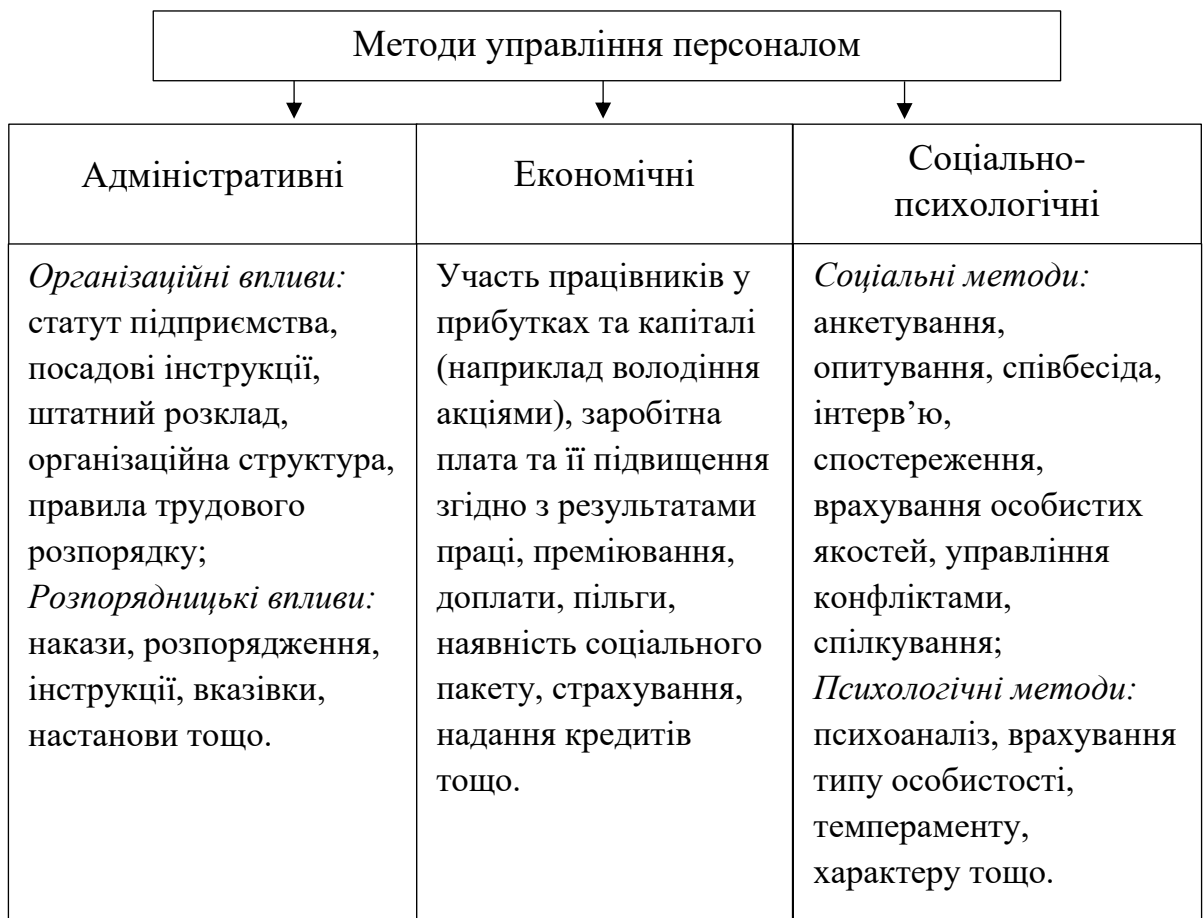 Методи управління персоналом
Адміністративні
Економічні
Соціально-
психологічні
Організаційні впливи:
статут підприємства,
посадові інструкції,
штатний розклад,
організаційна структура,
правила трудового
розпорядку;
Розпорядницькі впливи:
накази, розпорядження,
інструкції, вказівки,
настанови тощо.
Участь працівників у
прибутках та капіталі
(наприклад володіння
акціями), заробітна
плата та її підвищення
згідно з результатами
праці, преміювання,
доплати, пільги,
наявність соціального
пакету, страхування,
надання кредитів
тощо.
Соціальні методи:
анкетування,
опитування, співбесіда,
інтерв’ю,
спостереження,
врахування особистих
якостей, управління
конфліктами,
спілкування;
Психологічні методи:
психоаналіз, врахування
типу особистості,
темпераменту,
характеру тощо.